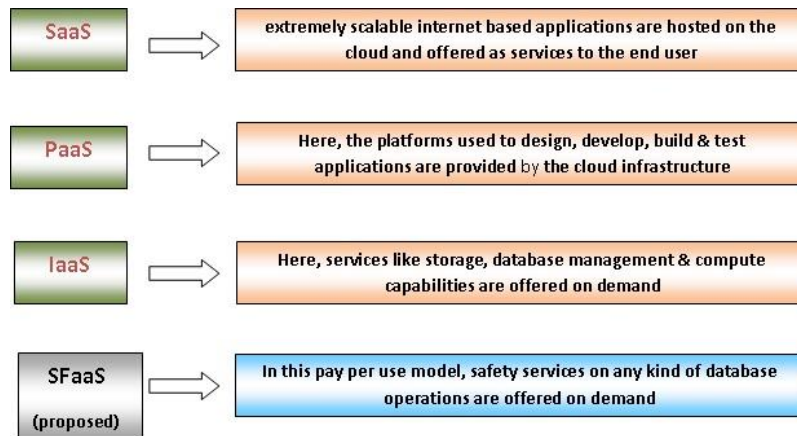 SaaS
extremely scalable internet based applications are hosted on the
cloud and offered as services to the end user
PaaS
Here, the platforms used to design, develop, build & test
applications are provided by the cloud infrastructure
IaaS
Here, services like storage, database management & compute
capabilities are offered on demand
SFaaS
(proposed)
In this pay per use model, safety services on any kind of database
operations are offered on demand